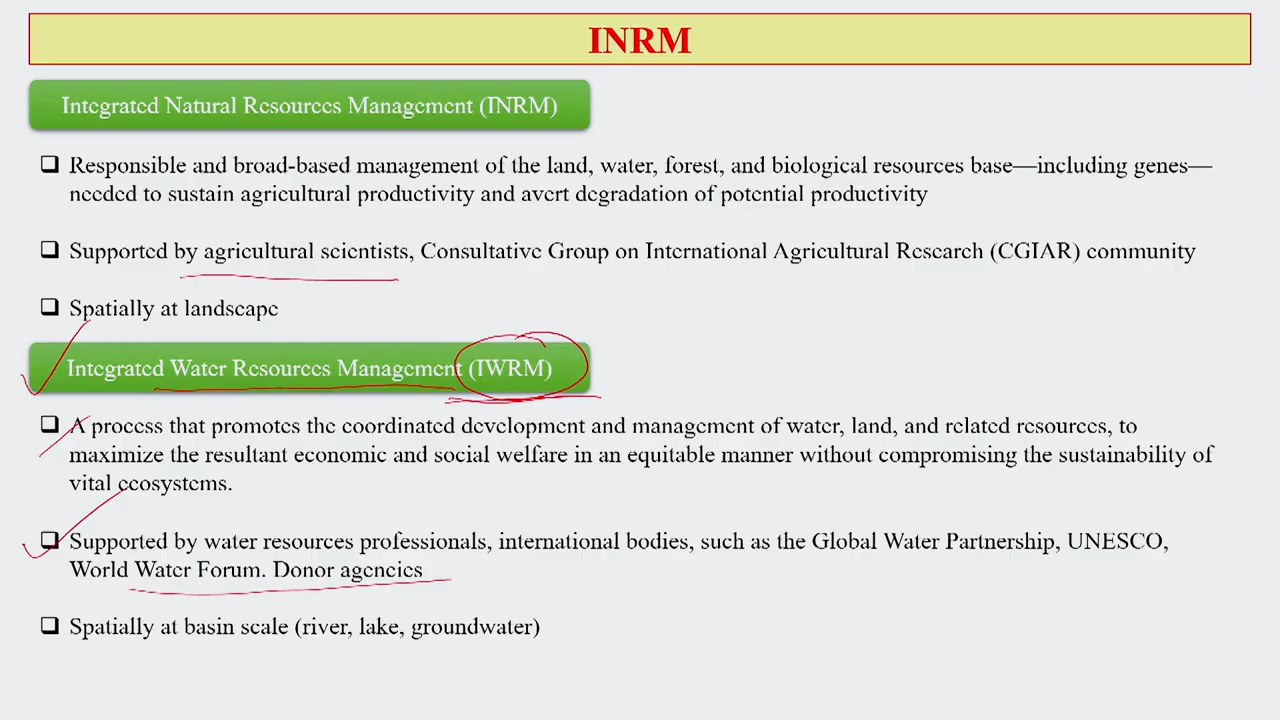 INRM
Integrated Natural Resources Management (INRM)
Responsible and broad-based management of the land, water, forest, and biological resources base—including genes—
needed to sustain agricultural productivity and avert degradation of potential productivity
Supported by agricultural scientists, Consultative Group on International Agricultural Research (CGIAR) community
Spatially at landscape
Integrated Water Resources Management (IWRM)
A process that promotes the coordinated development and management of water, land, and related resources, to
maximize the resultant economic and social welfare in an equitable manner without compromising the sustainability of
vital ecosystems.
Supported by water resources professionals, international bodies, such as the Global Water Partnership, UNESCO,
World Water Forum. Donor agencies
Spatially at basin scale (river, lake, groundwater)